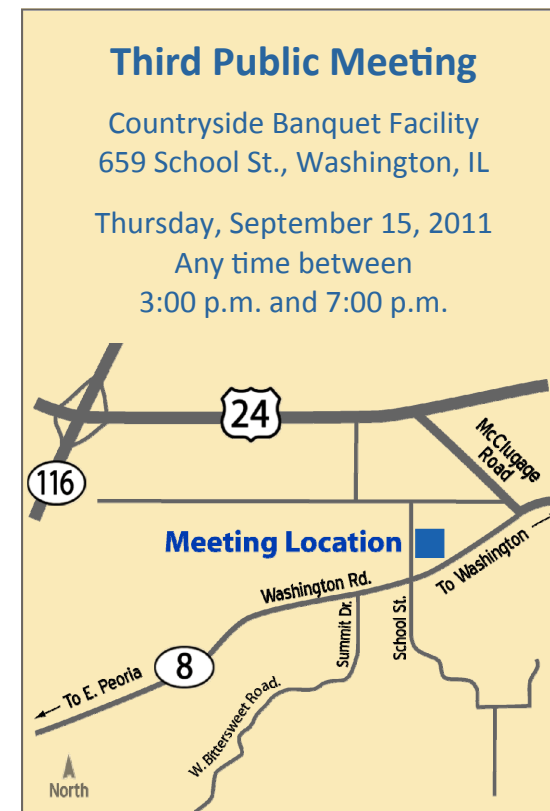 Third Public Meeting
Countryside Banquet Facility
659 School St., Washington, IL
Thursday, September 15, 2011
Any time between
3:00 p.m. and 7:00 p.m.
24
McClugage
Road
116
Meeting Location
To Washington
Washington Rd.
Summit Dr.
School St.
8
To E. Peoria
W. Bittersweet Road.
North